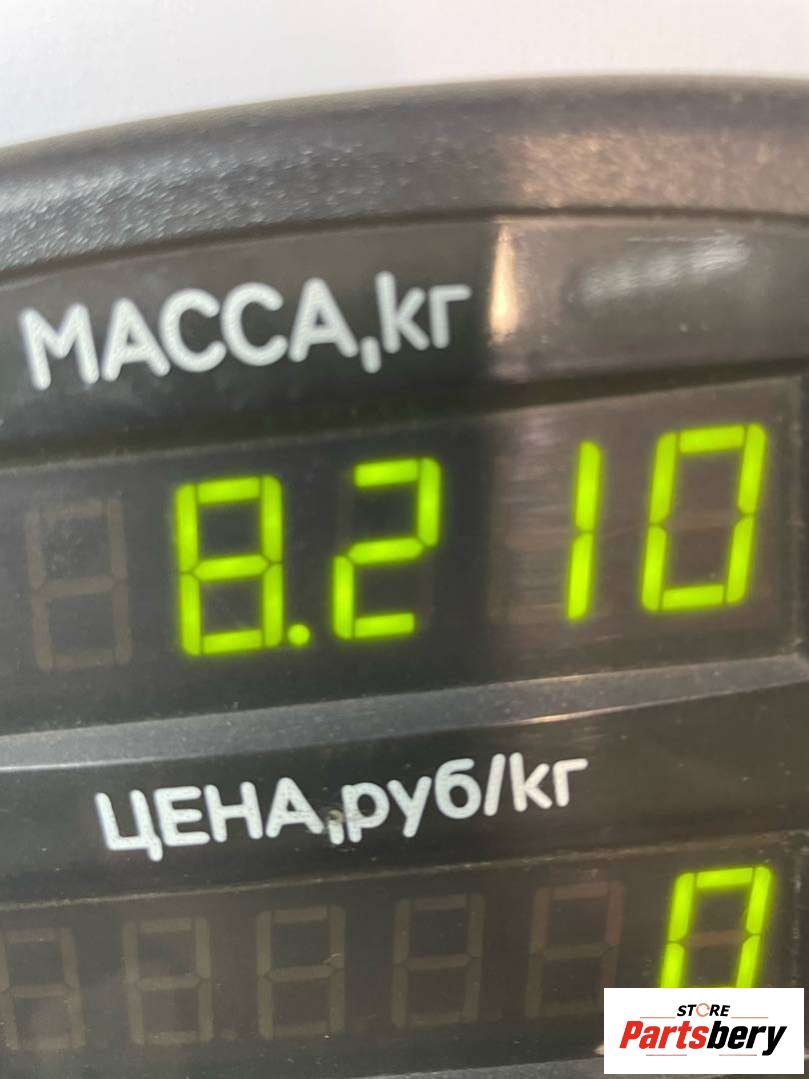 МАССА,кг
8.210
ЦЕНА,руб/кг
0
STORE
Partsbery